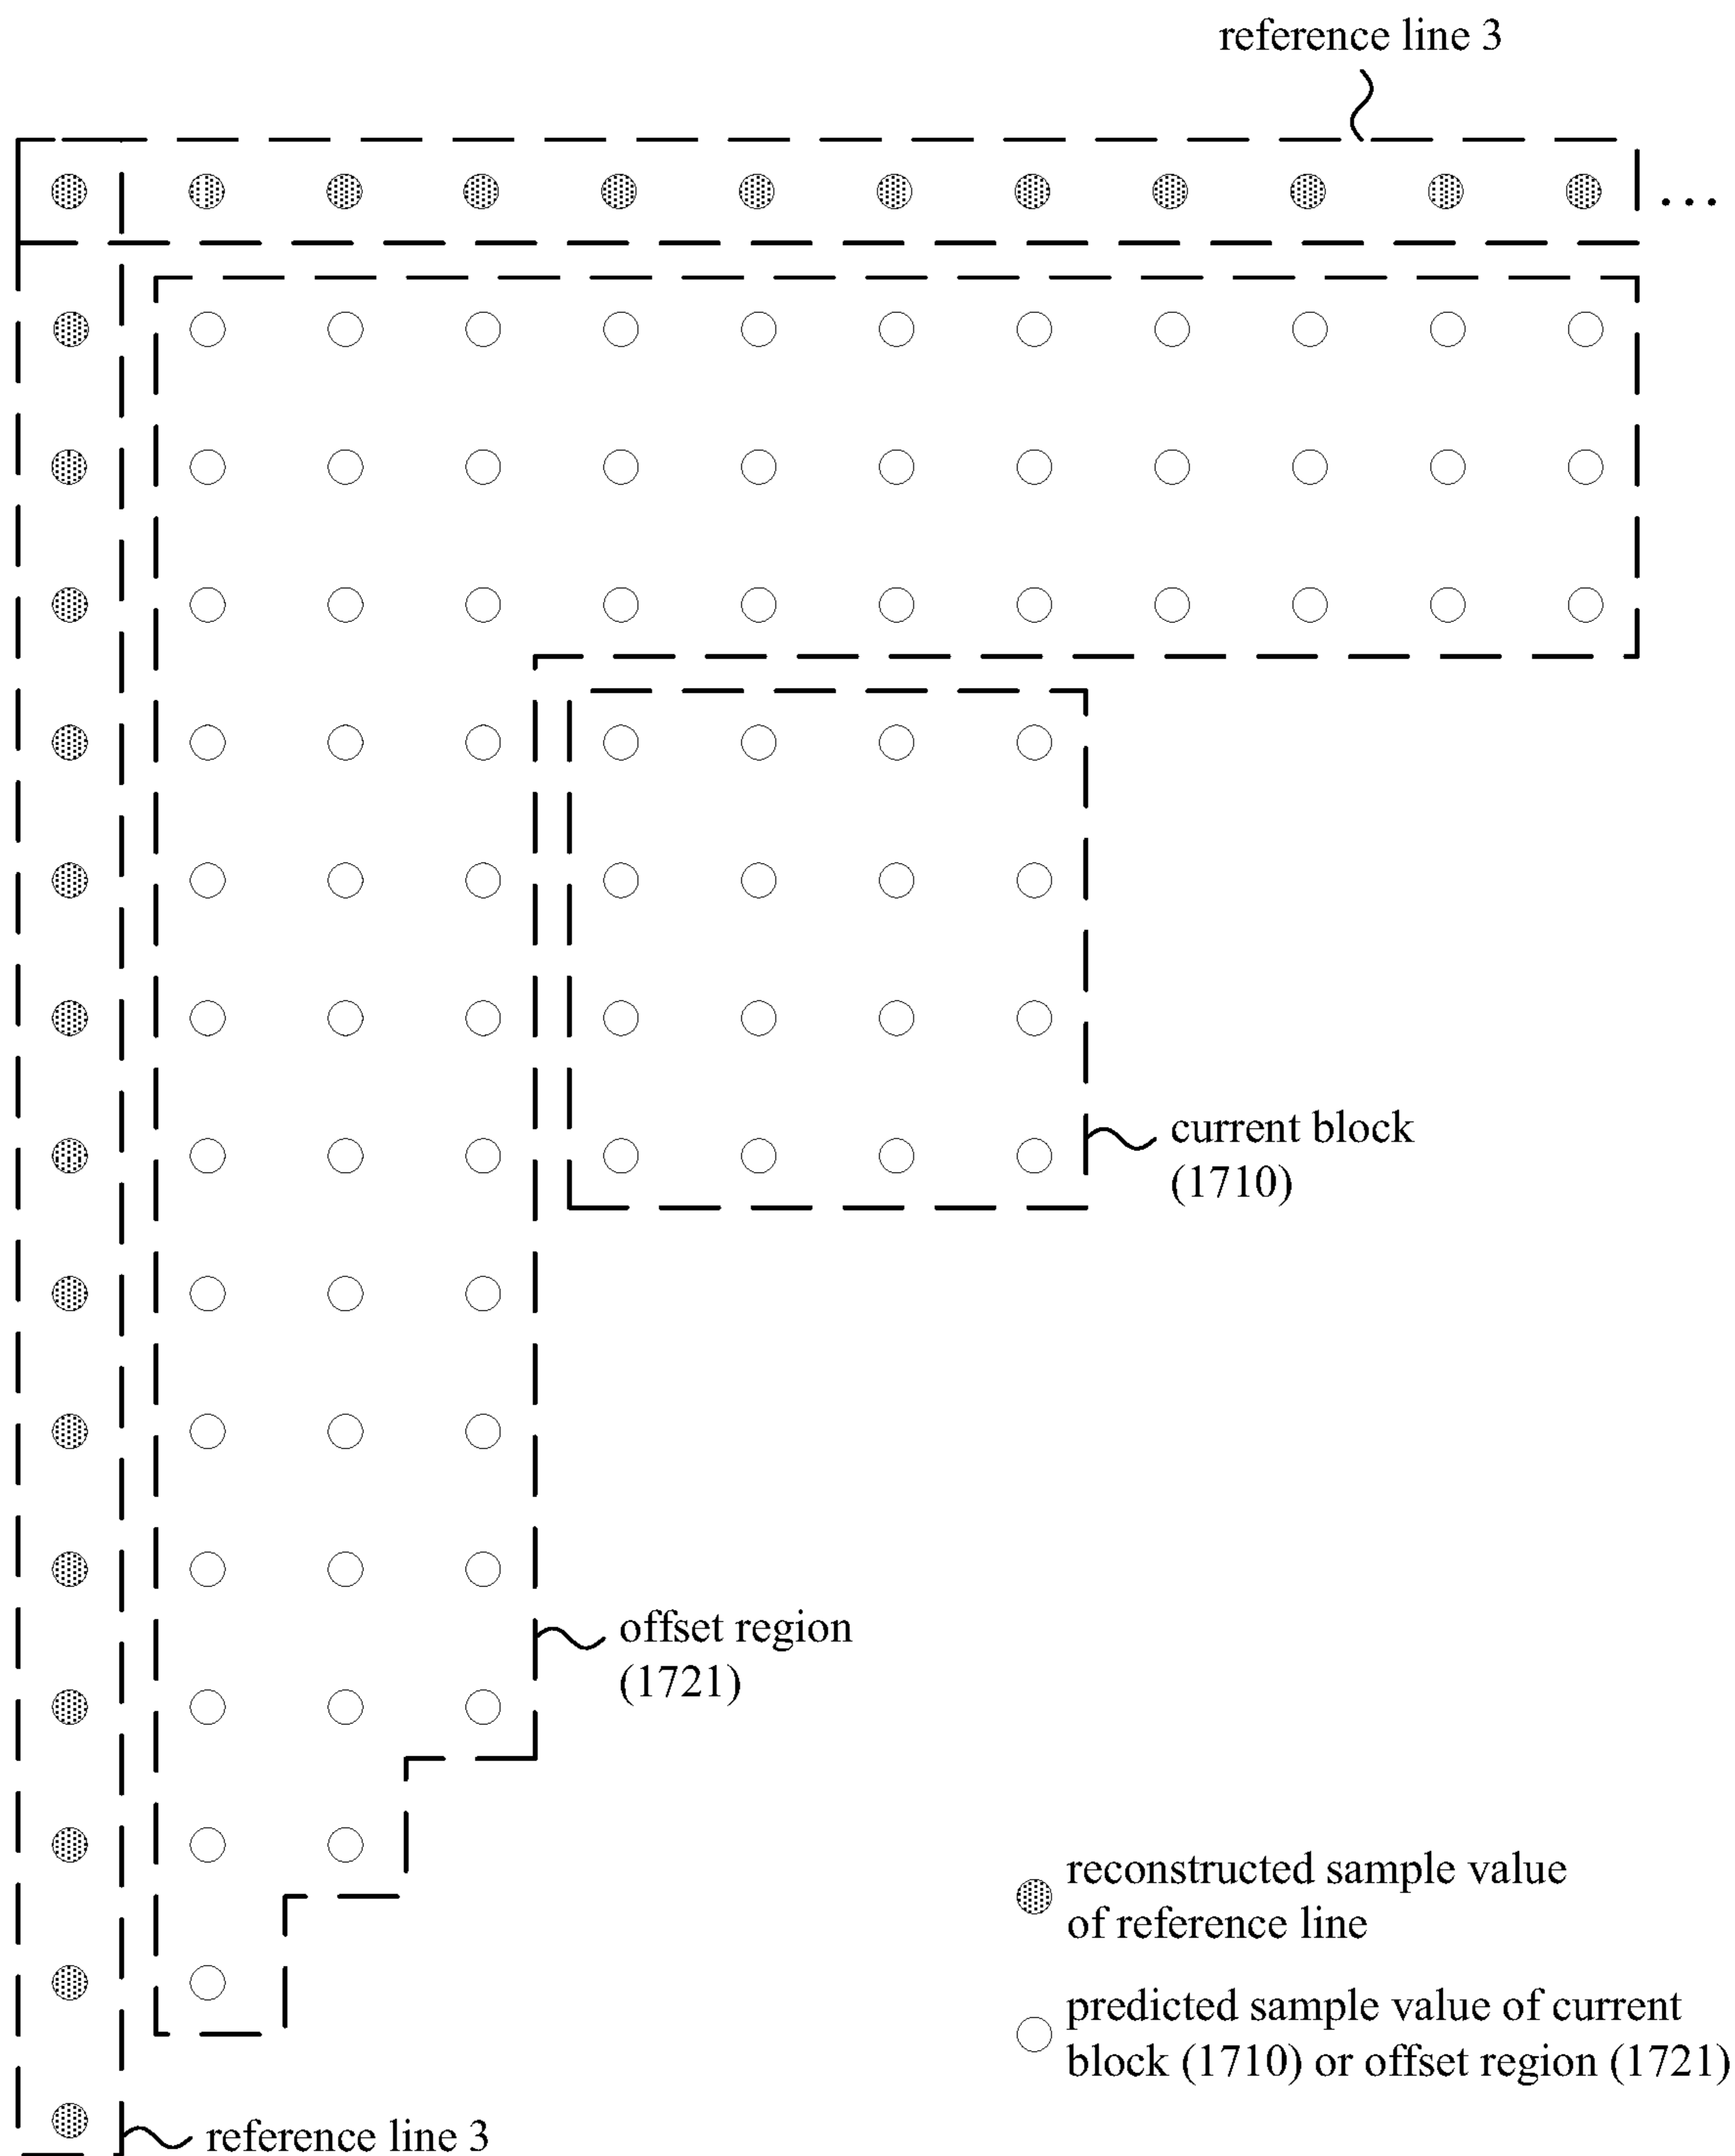 reference line 3
...
current block
(1710)
offset region
(1721)
reconstructed sample value
of reference line
predicted sample value of current
block (1710) or offset region (1721)
reference line 3